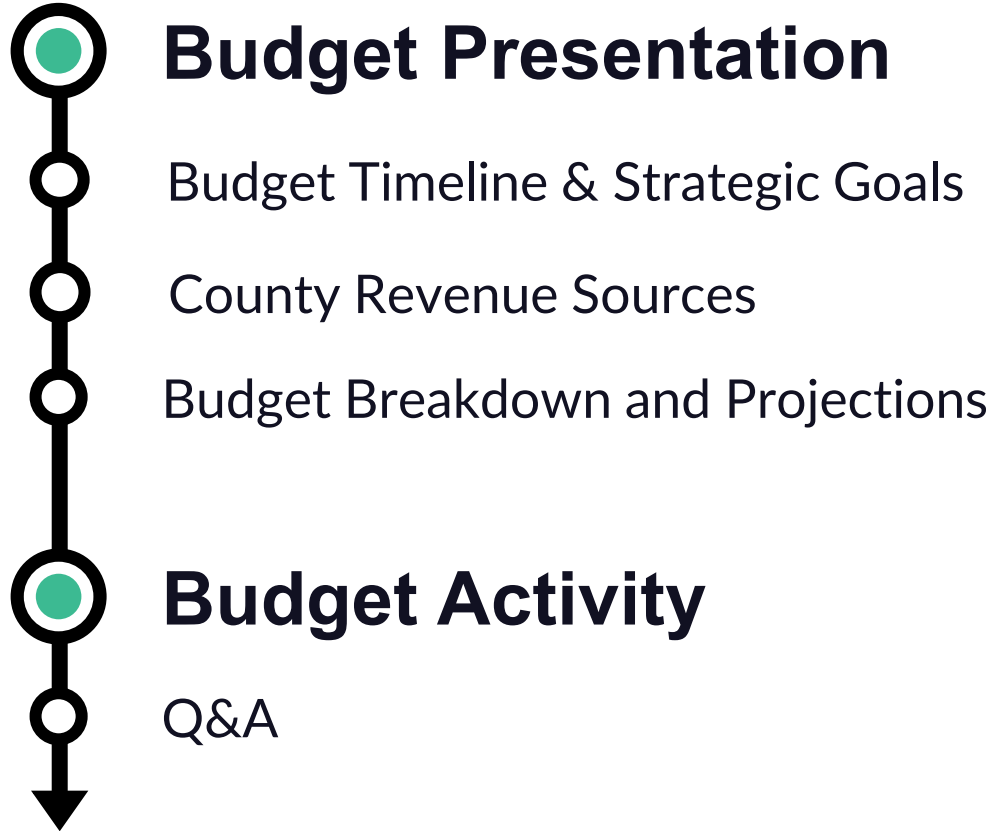 Budget Presentation
Budget Timeline & Strategic Goals
County Revenue Sources
Budget Breakdown and Projections
Budget Activity
Q&A